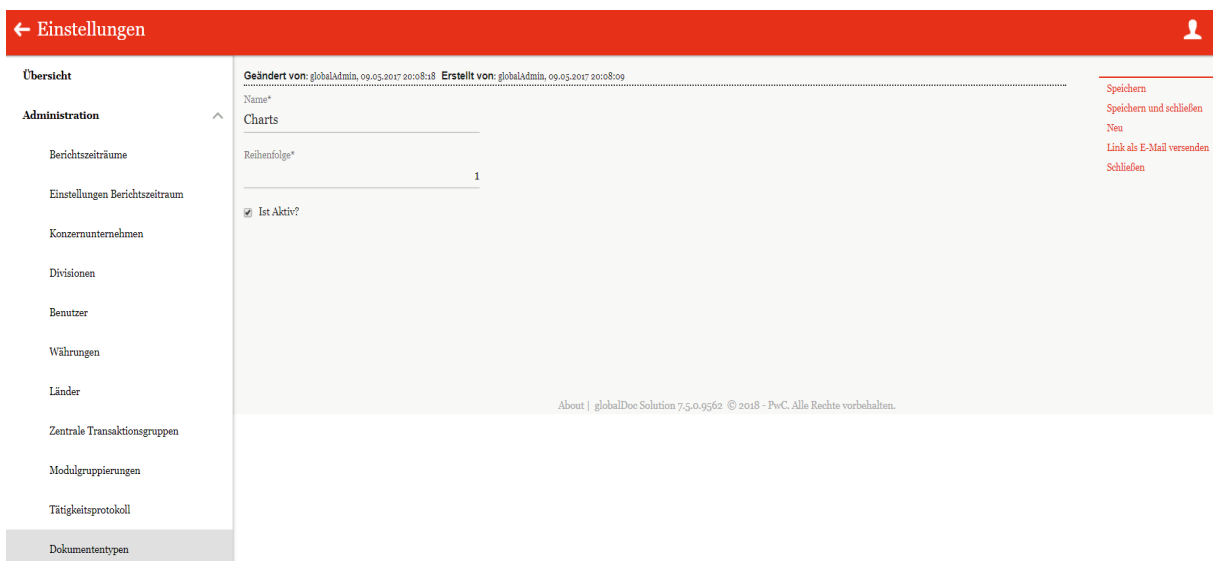 Einstellungen
Übersicht
Administration
Berichtszeiträume
Einstellungen Berichtszeitraum
Konzernunternehmen
Divisionen
Benutzer
Währungen
Länder
Zentrale Transaktionsgruppen
Modulgruppierungen
Tätigkeitsprotokoll
Dokumententypen
Geändert von: globalAdmin, 09.05.2017 20:08:18 Erstellt von: globalAdmin, 09.05.2017 20:08:09
Name*
Charts
Reihenfolge*
1
Ist Aktiv?
Speichern
Speichern und schließen
Neu
Link als E-Mail versenden
Schließen
About | globalDoc Solution 7.5.0.9562 © 2018 - PwC. Alle Rechte vorbehalten.